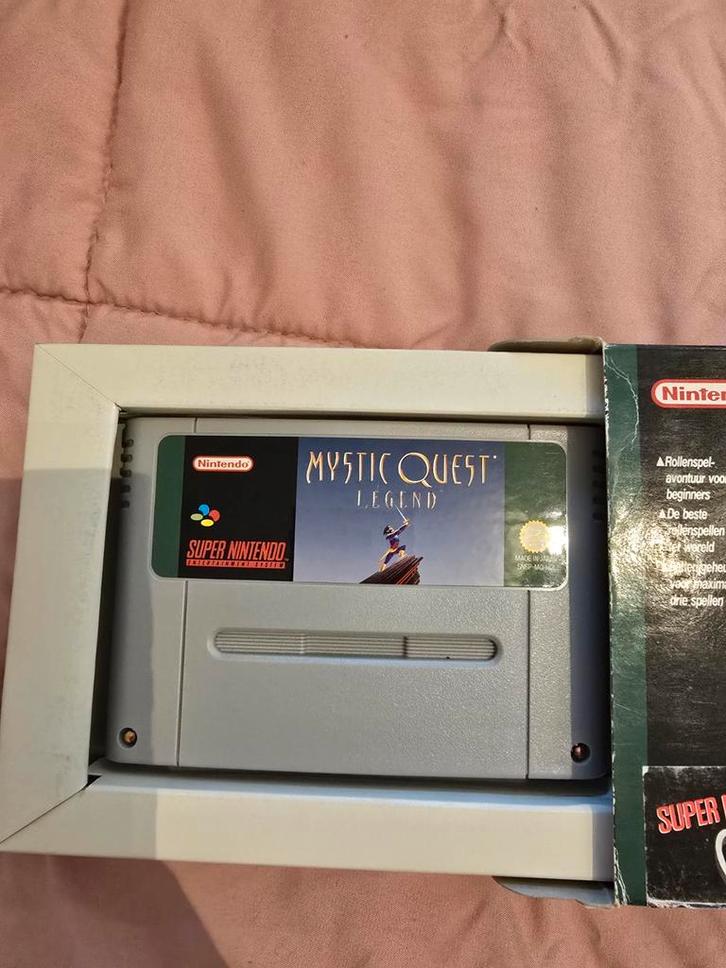 Nintendo
MYSTIC QUEST
LEGEND
SUPER NINTENDO
ENTERTAINMENT SYSTEM
MADE IN JAPAN
Ninten
▲Rollenspel-
avontuur voo
beginners
▲De beste
rollenspellen
wereld
voor maxima
drie spellen
SUPER